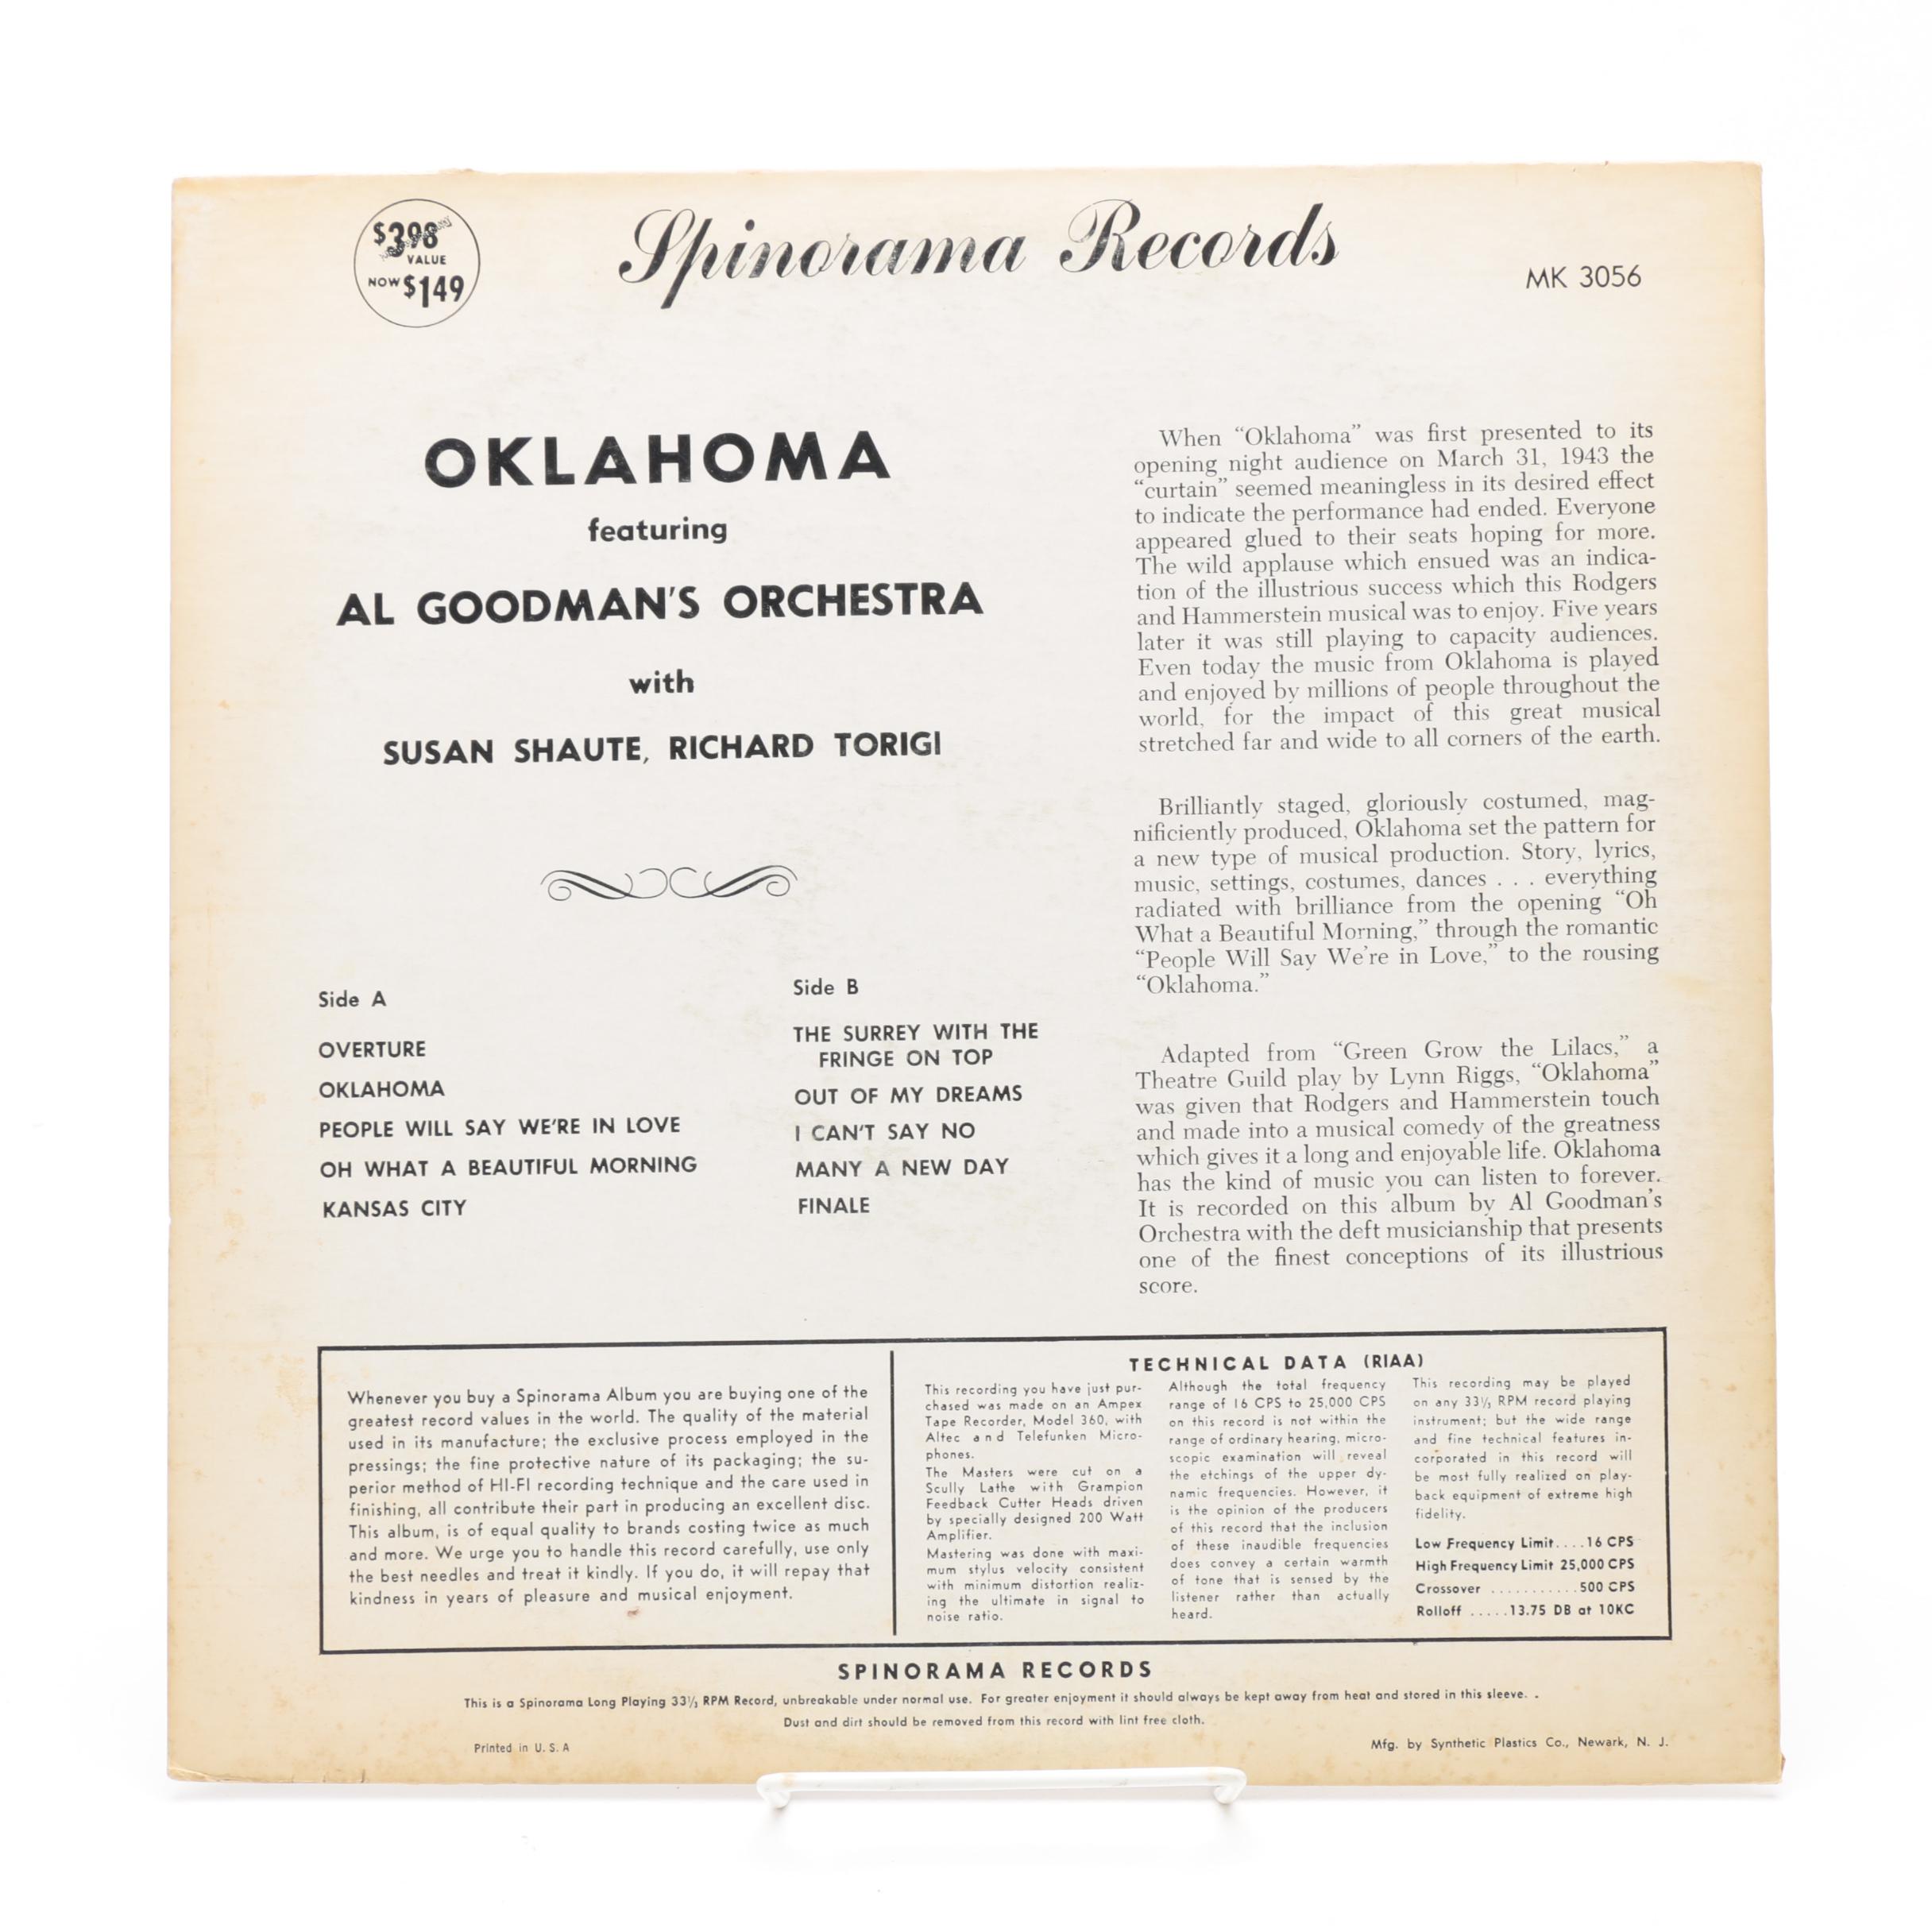 $398
VALUE
NOW $149
Spinorama Records
MK 3056
OKLAHOMA
featuring
AL GOODMAN'S ORCHESTRA
with
SUSAN SHAUTE, RICHARD TORIGI
Side A
OVERTURE
OKLAHOMA
PEOPLE WILL SAY WE'RE IN LOVE
OH WHAT A BEAUTIFUL MORNING
KANSAS CITY
Side B
THE SURREY WITH THE
FRINGE ON TOP
OUT OF MY DREAMS
I CAN'T SAY NO
MANY A NEW DAY
FINALE
When “Oklahoma” was first presented to its
opening night audience on March 31, 1943 the
“curtain” seemed meaningless in its desired effect
to indicate the performance had ended. Everyone
appeared glued to their seats hoping for more.
The wild applause which ensued was an indica-
tion of the illustrious success which this Rodgers
and Hammerstein musical was to enjoy. Five years
later it was still playing to capacity audiences.
Even today the music from Oklahoma is played
and enjoyed by millions of people throughout the
world, for the impact of this great musical
stretched far and wide to all corners of the earth.
Brilliantly staged, gloriously costumed, mag-
nificiently produced, Oklahoma set the pattern for
a new type of musical production. Story, lyrics,
music, settings, costumes, dances . . . everything
radiated with brilliance from the opening “Oh
What a Beautiful Morning,” through the romantic
“People Will Say We're in Love,” to the rousing
“Oklahoma.”
Adapted from “Green Grow the Lilacs,” a
Theatre Guild play by Lynn Riggs, “Oklahoma”
was given that Rodgers and Hammerstein touch
and made into a musical comedy of the greatness
which gives it a long and enjoyable life. Oklahoma
has the kind of music you can listen to forever.
It is recorded on this album by Al Goodman's
Orchestra with the deft musicianship that presents
one of the finest conceptions of its illustrious
score.
Whenever you buy a Spinorama Album you are buying one of the
greatest record values in the world. The quality of the material
used in its manufacture; the exclusive process employed in the
pressings; the fine protective nature of its packaging; the su-
perior method of HI-FI recording technique and the care used in
finishing, all contribute their part in producing an excellent disc.
This album, is of equal quality to brands costing twice as much
and more. We urge you to handle this record carefully, use only
the best needles and treat it kindly. If you do, it will repay that
kindness in years of pleasure and musical enjoyment.
TECHNICAL DATA (RIAA)
This recording you have just pur-
chased was made on an Ampex
Tape Recorder, Model 360, with
Altec and Telefunken Micro-
phones.
The Masters were cut on a
Scully Lathe with Grampion
Feedback Cutter Heads driven
by specially designed 200 Watt
Amplifier.
Mastering was done with maxi-
mum stylus velocity consistent
with minimum distortion realiz-
ing the ultimate in signal to
noise ratio.
Although the total frequency
range of 16 CPS to 25,000 CPS
on this record is not within the
range of ordinary hearing, micro-
scopic examination will reveal
the etchings of the upper dy-
namic frequencies. However, it
is the opinion of the producers
of this record that the inclusion
of these inaudible frequencies
does convey a certain warmth
of tone that is sensed by the
listener rather than actually
heard.
This recording may be played
on any 33⅓ RPM record playing
instrument; but the wide range
and fine technical features in-
corporated in this record will
be most fully realized on play-
back equipment of extreme high
fidelity.
Low Frequency Limit....16 CPS
High Frequency Limit 25,000 CPS
Crossover ...........500 CPS
Rolloff .....13.75 DB at 10KC
SPINORAMA RECORDS
This is a Spinorama Long Playing 33⅓ RPM Record, unbreakable under normal use. For greater enjoyment it should always be kept away from heat and stored in this sleeve. .
Dust and dirt should be removed from this record with lint free cloth.
Printed in U. S. A
Mfg. by Synthetic Plastics Co., Newark, N. J.